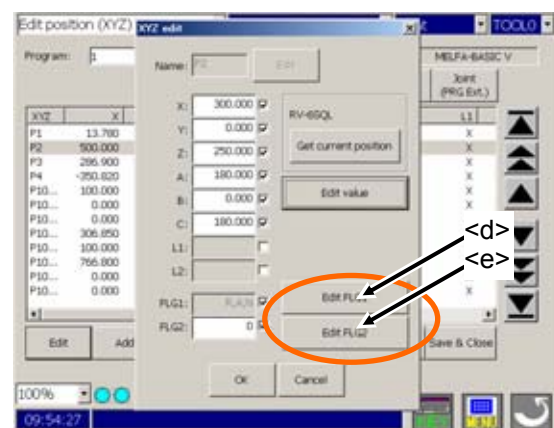 Edit position (XYZ)
TOOL0
XYZ edit
Program: 1
MELFA-BASIC V
Name: P2
Edit
Joint
(PRG Ext.)
X: 300.000
Y: 0.000
Z: 250.000
A: 180.000
B: 0.000
C: 180.000
L1:
L2:
FLG1:
FLG2: 0
RV-6SQL
Get current position
Edit value
Edit FLG1
Edit FLG2
OK
Cancel
XYZ X
P1 13.780
P2 500.000
P3 286.900
P4 -350.820
P10... 100.000
P10... 0.000
P10... 306.850
P10... 100.000
P10... 766.800
P10... 0.000
P10... 0.000
L1
X
X
X
X
X
X
X
X
<d>
<e>
Edit
Add
Save & Close
100%
09:54:27